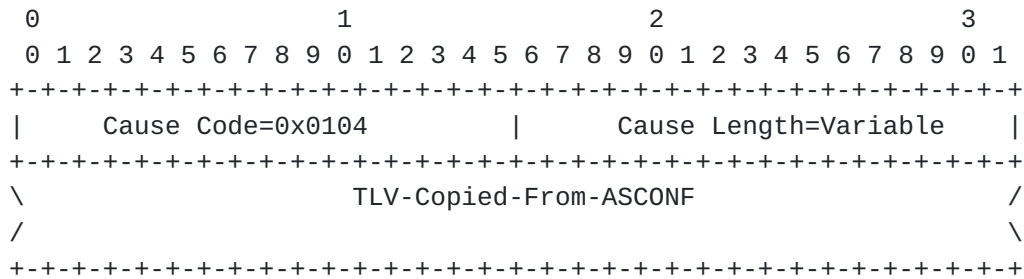 0                   1                   2                   3
 0 1 2 3 4 5 6 7 8 9 0 1 2 3 4 5 6 7 8 9 0 1 2 3 4 5 6 7 8 9 0 1
+-+-+-+-+-+-+-+-+-+-+-+-+-+-+-+-+-+-+-+-+-+-+-+-+-+-+-+-+-+-+-+-+
|     Cause Code=0x0104         |      Cause Length=Variable    |
+-+-+-+-+-+-+-+-+-+-+-+-+-+-+-+-+-+-+-+-+-+-+-+-+-+-+-+-+-+-+-+-+
\                     TLV-Copied-From-ASCONF                    /
/                                                               \
+-+-+-+-+-+-+-+-+-+-+-+-+-+-+-+-+-+-+-+-+-+-+-+-+-+-+-+-+-+-+-+-+